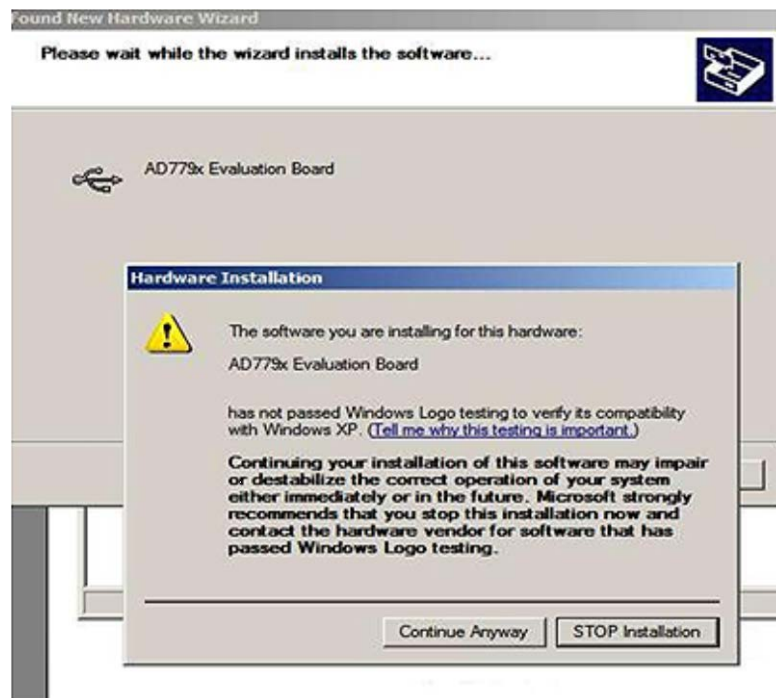 Found New Hardware Wizard
Please wait while the wizard installs the software...
AD779x Evaluation Board
Hardware Installation
The software you are installing for this hardware:
AD779x Evaluation Board
has not passed Windows Logo testing to verify its compatibility
with Windows XP. (Tell me why this testing is important.)
Continuing your installation of this software may impair
or destabilize the correct operation of your system
either immediately or in the future. Microsoft strongly
recommends that you stop this installation now and
contact the hardware vendor for software that has
passed Windows Logo testing.
Continue Anyway
STOP Installation